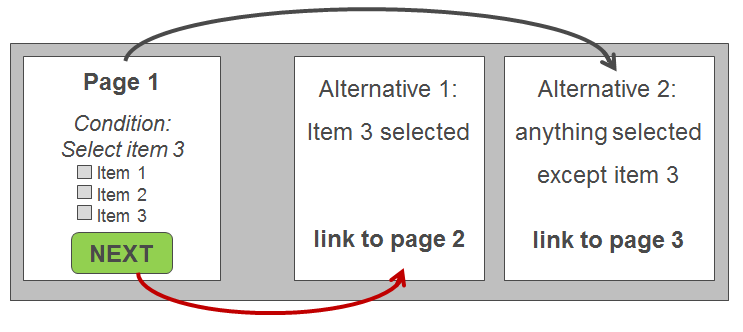 Page 1
Condition:
Select item 3
Item 1
Item 2
Item 3
NEXT
Alternative 1:
Item 3 selected
link to page 2
Alternative 2:
anything selected
except item 3
link to page 3